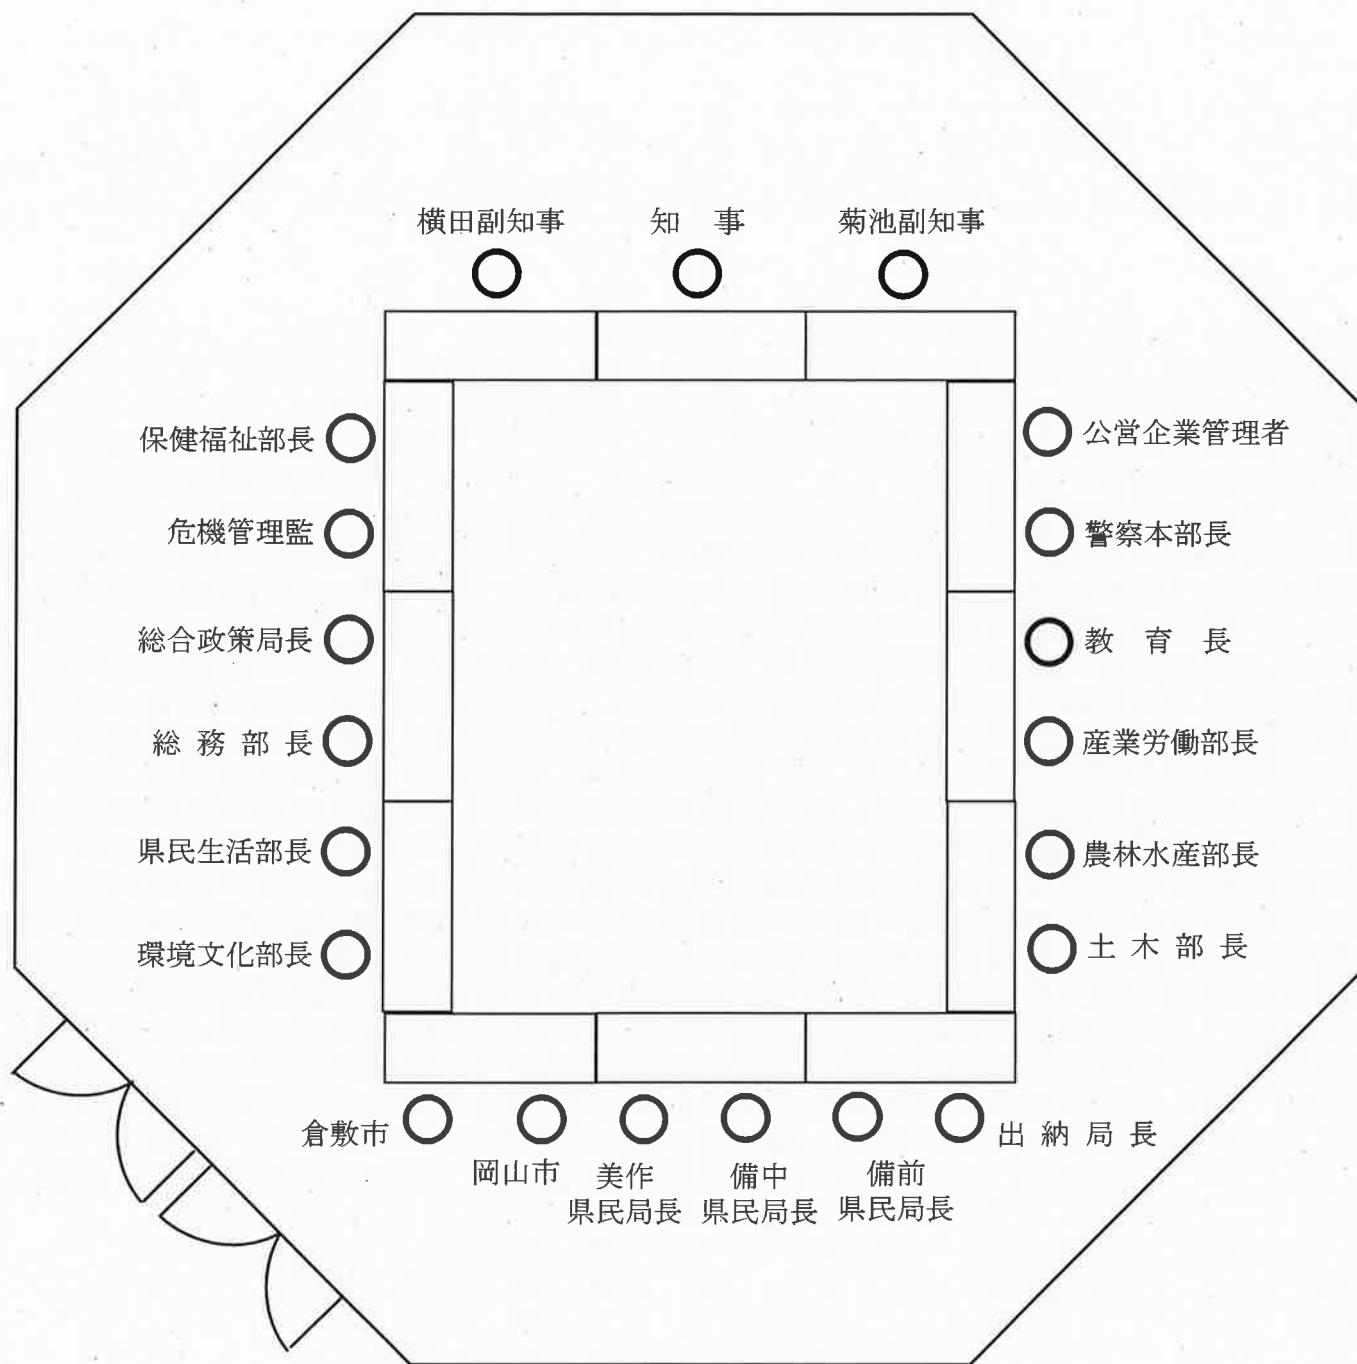 横田副知事
知　事
菊池副知事
保健福祉部長
公営企業管理者
危機管理監
警察本部長
総合政策局長
教　育　長
総 務 部 長
産業労働部長
県民生活部長
農林水産部長
環境文化部長
土 木 部 長
倉敷市
岡山市
美作
県民局長
備中
県民局長
備前
県民局長
出 納 局 長